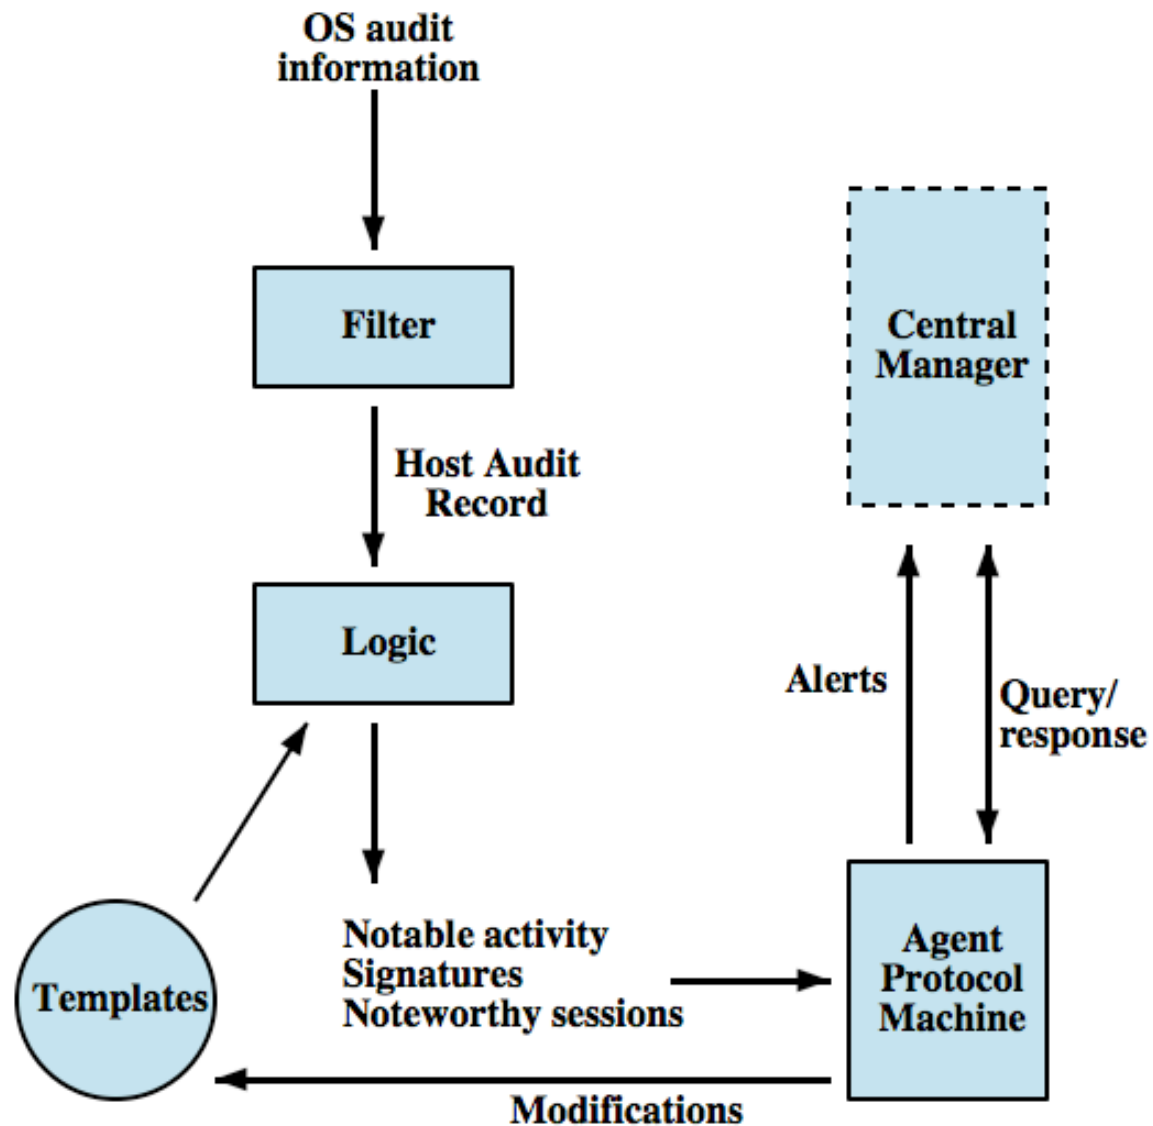 OS audit
information
Filter
Central
Manager
Host Audit
Record
Logic
Alerts
Query/
response
Notable activity
Signatures
Noteworthy sessions
Templates
Agent
Protocol
Machine
Modifications